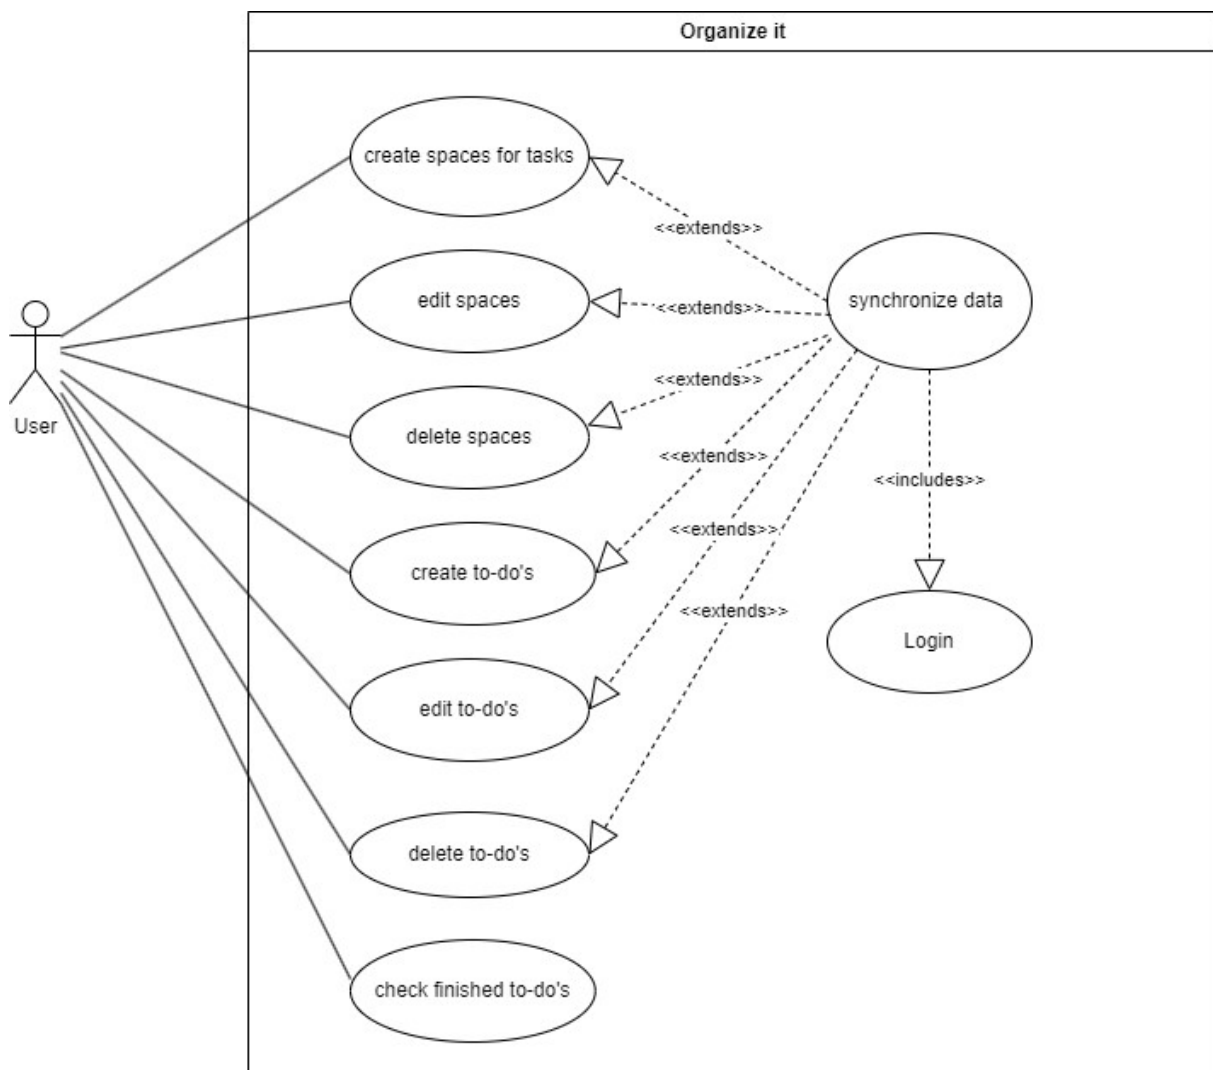 Organize it
create spaces for tasks
<<extends>>
edit spaces
<<extends>>
synchronize data
<<extends>>
User
delete spaces
<<extends>>
<<includes>>
<<extends>>
create to-do's
<<extends>>
Login
edit to-do's
delete to-do's
check finished to-do's